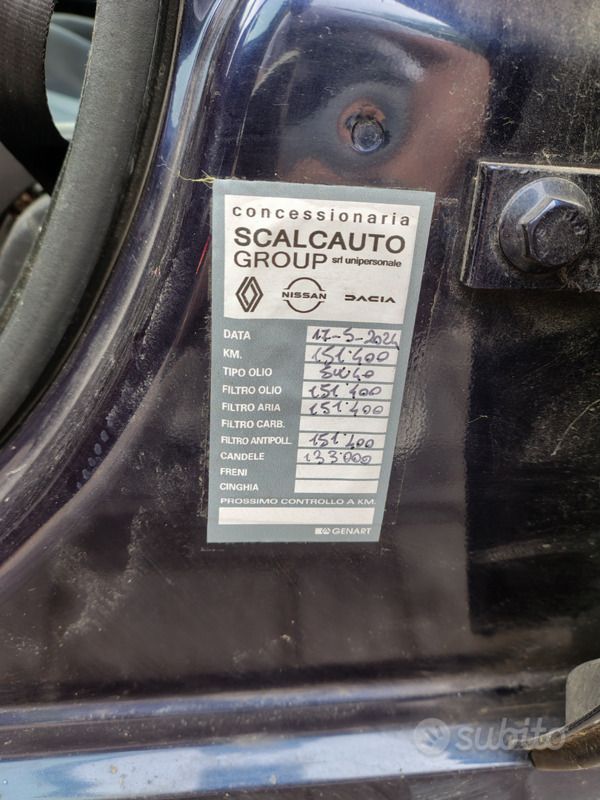 concessionaria
SCALCAUTO
GROUP srl unipersonale
NISSAN DACIA
DATA 17-5-2024
KM. 151.400
TIPO OLIO 5W40
FILTRO OLIO 151.400
FILTRO ARIA 151.400
FILTRO CARB.
FILTRO ANTIPOLL. 151.400
CANDELE 133.000
FRENI
CINGHIA
PROSSIMO CONTROLLO A KM.
GENART
subito